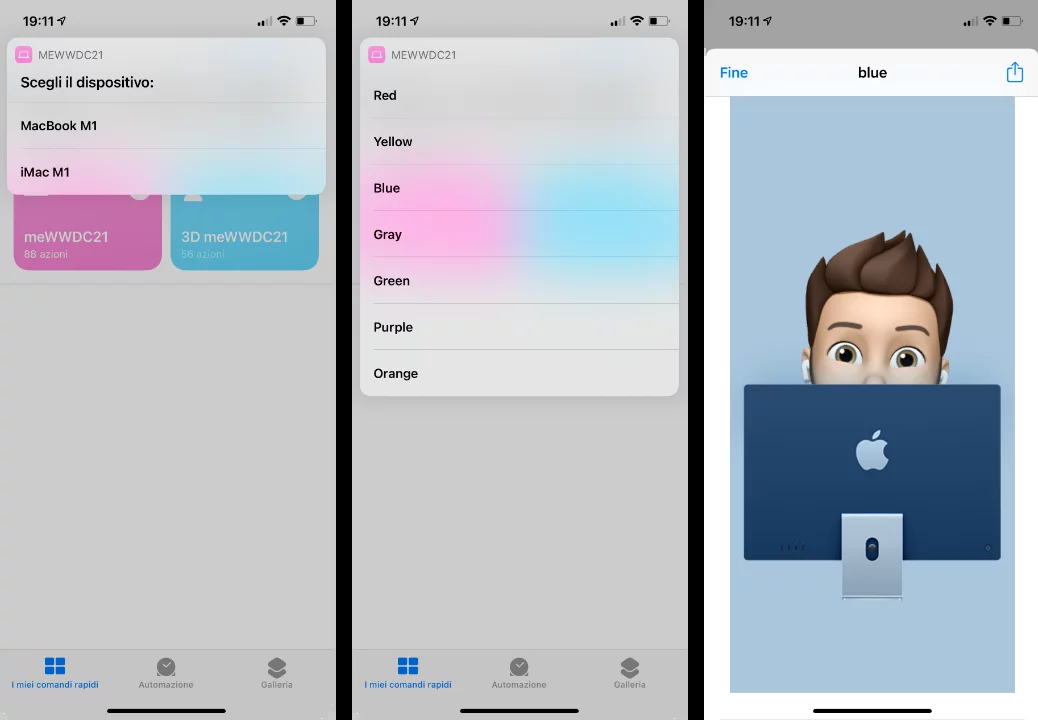 19:11
MEWWDC21
Scegli il dispositivo:
MacBook M1
iMac M1
meWWDC21
88 azioni
3D meWWDC21
56 azioni
I miei comandi rapidi
Automazione
Galleria
19:11
MEWWDC21
Red
Yellow
Blue
Gray
Green
Purple
Orange
I miei comandi rapidi
Automazione
Galleria
19:11
Fine
blue